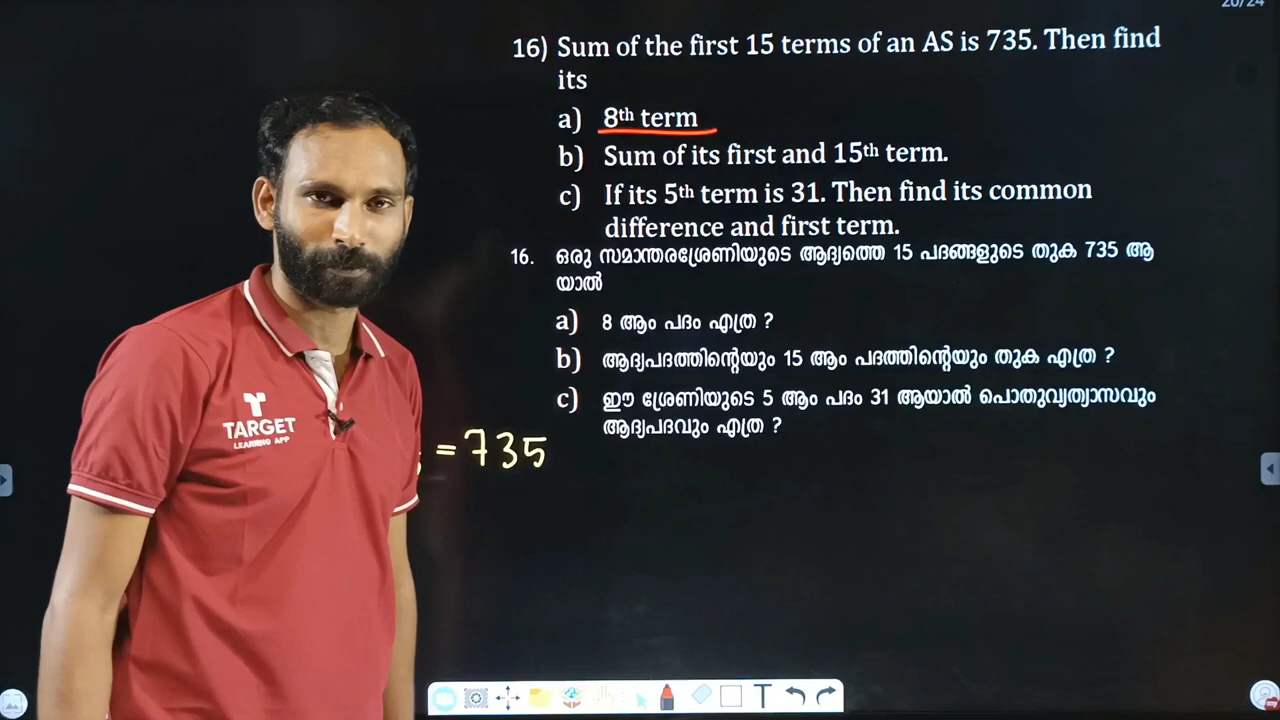 16) Sum of the first 15 terms of an AS is 735. Then find
its
a) 8th term
b) Sum of its first and 15th term.
c) If its 5th term is 31. Then find its common
difference and first term.
16. ഒരു സമാന്തരശ്രേണിയുടെ ആദ്യത്തെ 15 പദങ്ങളുടെ തുക 735 ആ
യാൽ
a) 8 ആം പദം എത്ര ?
b) ആദ്യപദത്തിന്റെയും 15 ആം പദത്തിന്റെയും തുക എത്ര ?
c) ഈ ശ്രേണിയുടെ 5 ആം പദം 31 ആയാൽ പൊതുവ്യത്യാസവും
ആദ്യപദവും എത്ര ?
= 735
TARGET
LEARNING APP
T